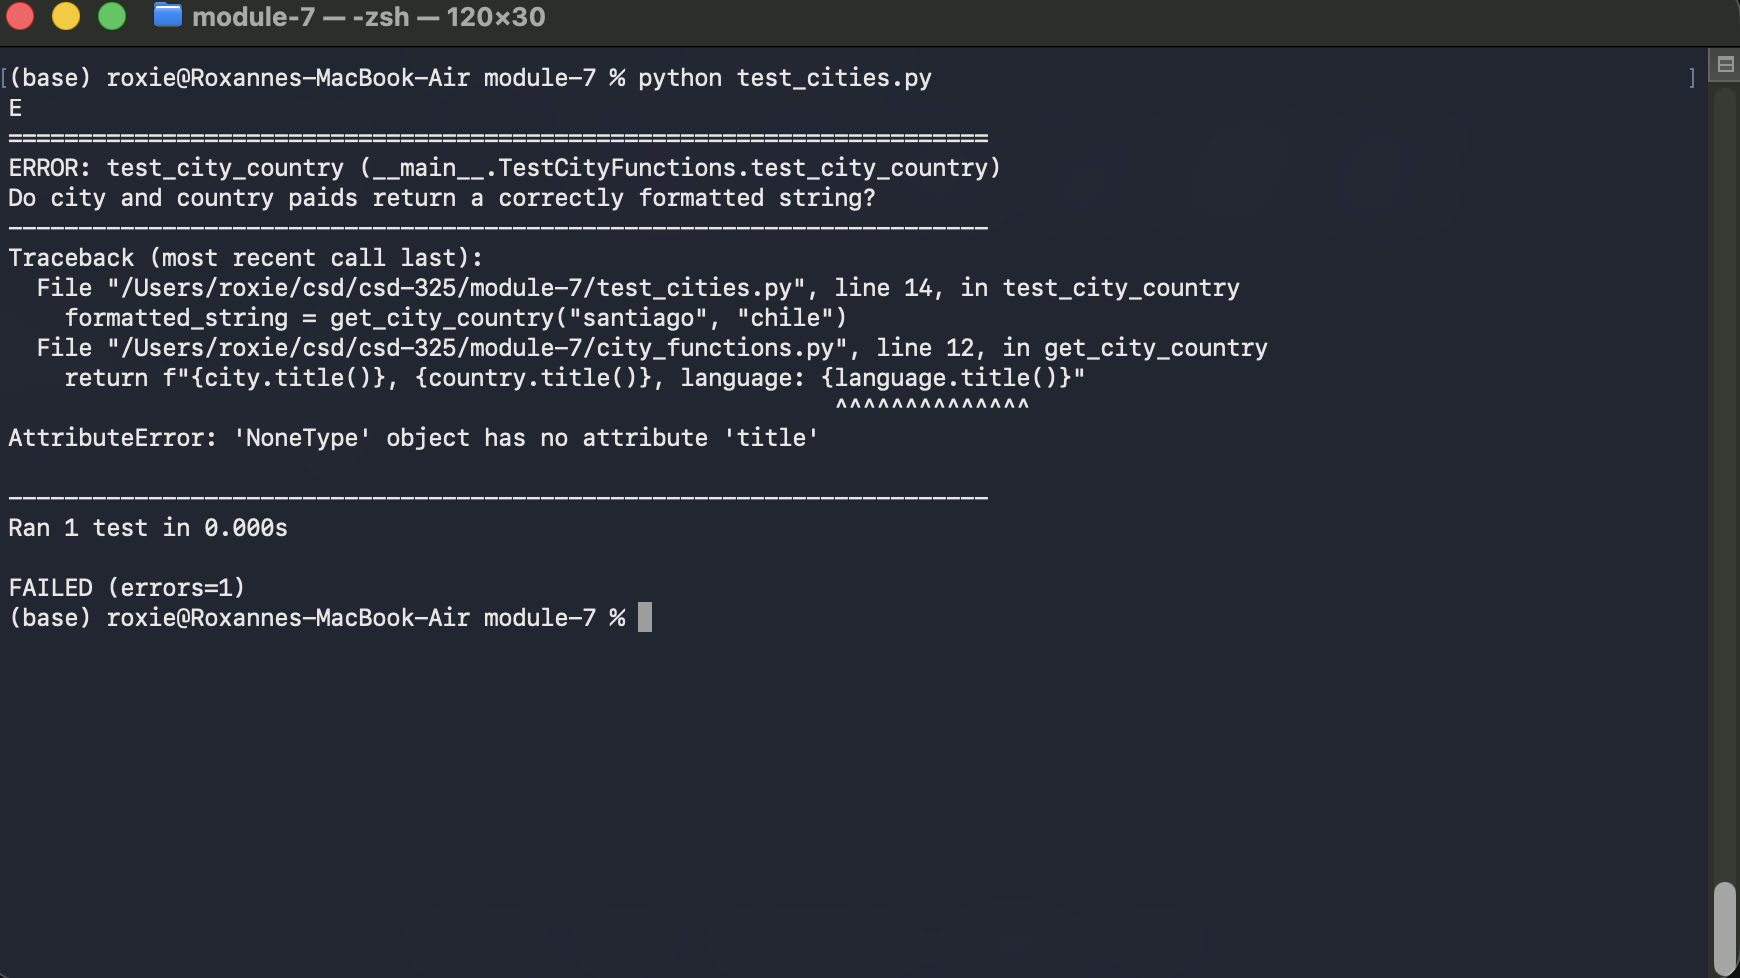 module-7 — -zsh — 120×30
[(base) roxie@Roxannes-MacBook-Air module-7 % python test_cities.py ]
E
======================================================================
ERROR: test_city_country (__main__.TestCityFunctions.test_city_country)
Do city and country paids return a correctly formatted string?
----------------------------------------------------------------------
Traceback (most recent call last):
  File "/Users/roxie/csd/csd-325/module-7/test_cities.py", line 14, in test_city_country
    formatted_string = get_city_country("santiago", "chile")
  File "/Users/roxie/csd/csd-325/module-7/city_functions.py", line 12, in get_city_country
    return f"{city.title()}, {country.title()}, language: {language.title()}"
                                                           ^^^^^^^^^^^^^^
AttributeError: 'NoneType' object has no attribute 'title'

----------------------------------------------------------------------
Ran 1 test in 0.000s

FAILED (errors=1)
(base) roxie@Roxannes-MacBook-Air module-7 %